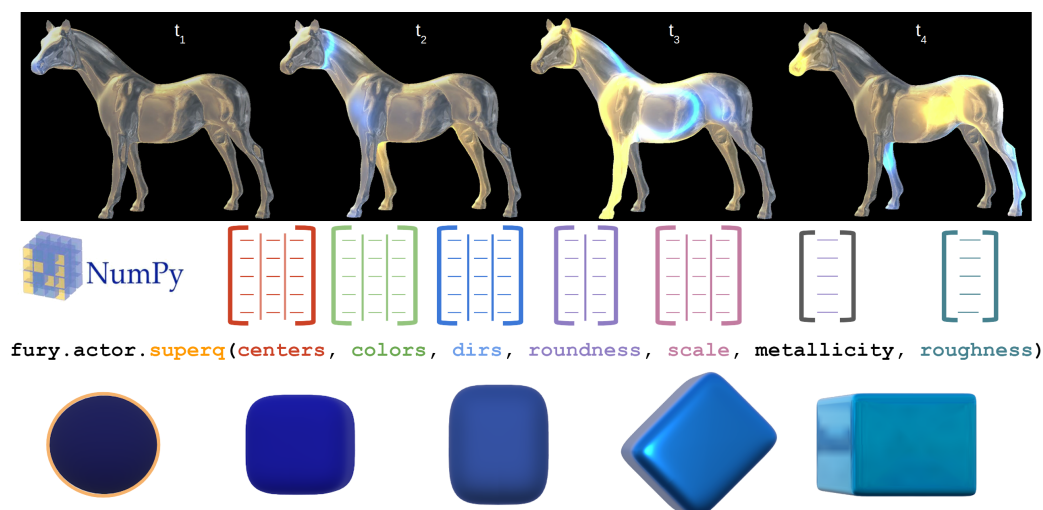 t1 t2 t3 t4
NumPy
fury.actor.superq(centers, colors, dirs, roundness, scale, metallicity, roughness)